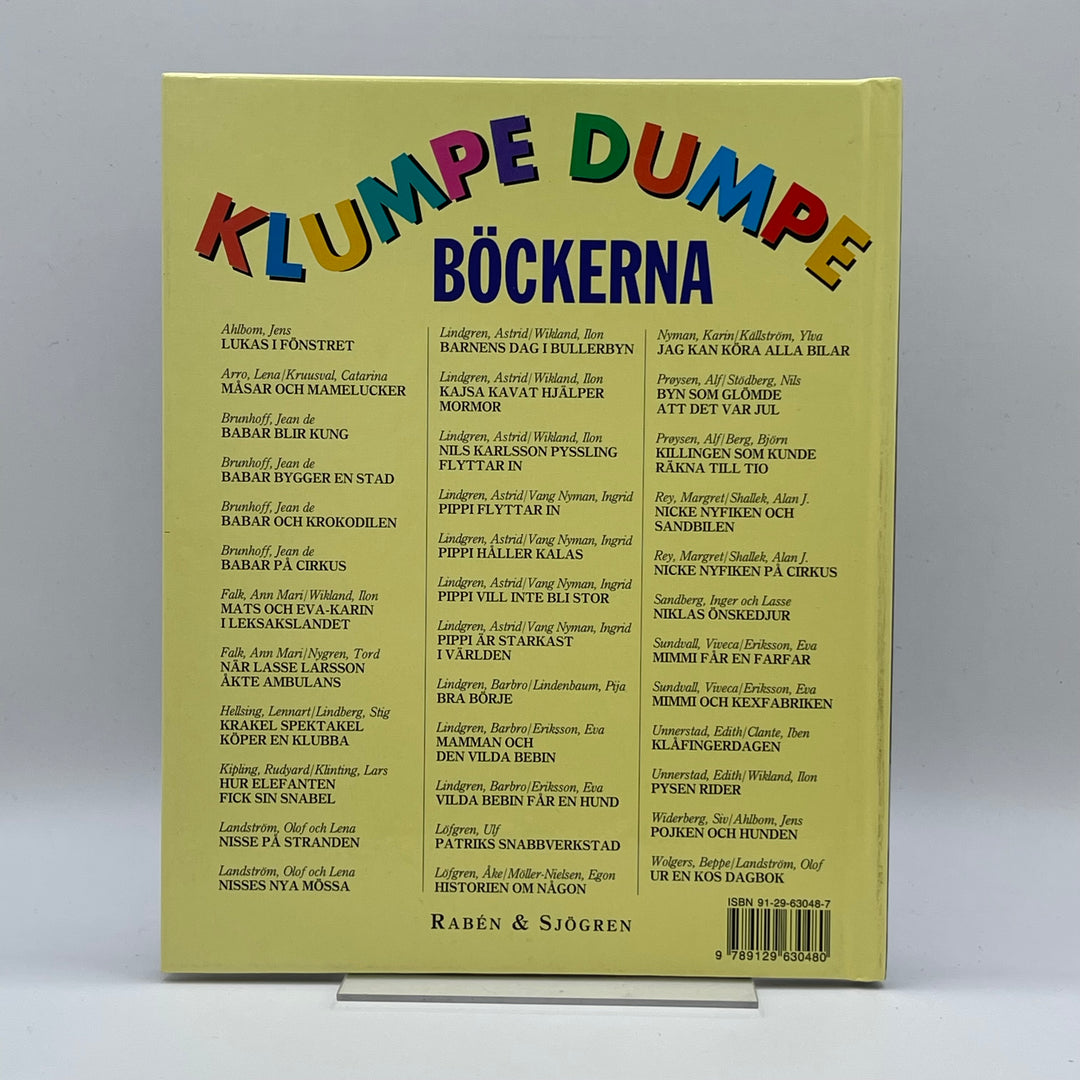 KLUMPE DUMPE
BÖCKERNA
Ahlbom, Jens
LUKAS I FÖNSTRET
Arro, Lena/Kruusval, Catarina
MÅSAR OCH MAMELUCKER
Brunhoff, Jean de
BABAR BLIR KUNG
Brunhoff, Jean de
BABAR BYGGER EN STAD
Brunhoff, Jean de
BABAR OCH KROKODILEN
Brunhoff, Jean de
BABAR PÅ CIRKUS
Falk, Ann Mari/Wikland, Ilon
MATS OCH EVA-KARIN
I LEKSAKSLANDET
Falk, Ann Mari/Nygren, Tord
NÄR LASSE LARSSON
ÅKTE AMBULANS
Hellsing, Lennart/Lindberg, Stig
KRAKEL SPEKTAKEL
KÖPER EN KLUBBA
Kipling, Rudyard/Klinting, Lars
HUR ELEFANTEN
FICK SIN SNABEL
Landström, Olof och Lena
NISSE PÅ STRANDEN
Landström, Olof och Lena
NISSES NYA MÖSSA
Lindgren, Astrid/Wikland, Ilon
BARNENS DAG I BULLERBYN
Lindgren, Astrid/Wikland, Ilon
KAJSA KAVAT HJÄLPER
MORMOR
Lindgren, Astrid/Wikland, Ilon
NILS KARLSSON PYSSLING
FLYTTAR IN
Lindgren, Astrid/Vang Nyman, Ingrid
PIPPI FLYTTAR IN
Lindgren, Astrid/Vang Nyman, Ingrid
PIPPI HÅLLER KALAS
Lindgren, Astrid/Vang Nyman, Ingrid
PIPPI VILL INTE BLI STOR
Lindgren, Astrid/Vang Nyman, Ingrid
PIPPI ÄR STARKAST
I VÄRLDEN
Lindgren, Barbro/Lindenbaum, Pija
BRA BÖRJE
Lindgren, Barbro/Eriksson, Eva
MAMMAN OCH
DEN VILDA BEBIN
Lindgren, Barbro/Eriksson, Eva
VILDA BEBIN FÅR EN HUND
Löfgren, Ulf
PATRIKS SNABBVERKSTAD
Löfgren, Åke/Möller-Nielsen, Egon
HISTORIEN OM NÅGON
Nyman, Karin/Källström, Ylva
JAG KAN KÖRA ALLA BILAR
Prøysen, Alf/Stödberg, Nils
BYN SOM GLÖMDE
ATT DET VAR JUL
Prøysen, Alf/Berg, Björn
KILLINGEN SOM KUNDE
RÄKNA TILL TIO
Rey, Margret/Shallek, Alan J.
NICKE NYFIKEN OCH
SANDBILEN
Rey, Margret/Shallek, Alan J.
NICKE NYFIKEN PÅ CIRKUS
Sandberg, Inger och Lasse
NIKLAS ÖNSKEDJUR
Sundvall, Viveca/Eriksson, Eva
MIMMI FÅR EN FARFAR
Sundvall, Viveca/Eriksson, Eva
MIMMI OCH KEXFABRIKEN
Unnerstad, Edith/Clante, Iben
KLÅFINGERDAGEN
Unnerstad, Edith/Wikland, Ilon
PYSEN RIDER
Widerberg, Siv/Ahlbom, Jens
POJKEN OCH HUNDEN
Wolgers, Beppe/Landström, Olof
UR EN KOS DAGBOK
RABÉN & SJÖGREN
ISBN 91-29-63048-7
9 789129 630480